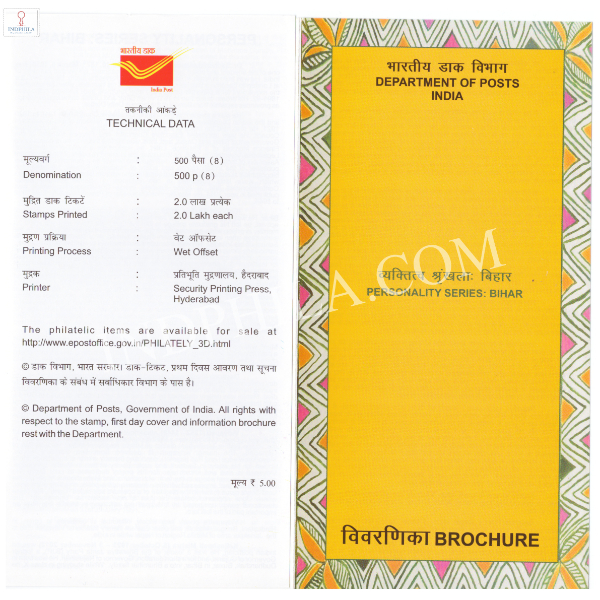 INDPHILA
भारतीय डाक
India Post
तकनीकी आंकड़े
TECHNICAL DATA
मूल्यवर्ग : 500 पैसा (8)
Denomination : 500 p (8)
मुद्रित डाक टिकटें : 2.0 लाख प्रत्येक
Stamps Printed : 2.0 Lakh each
मुद्रण प्रक्रिया : वेट ऑफसेट
Printing Process : Wet Offset
मुद्रक : प्रतिभूति मुद्रणालय, हैदराबाद
Printer : Security Printing Press,
Hyderabad
The philatelic items are available for sale at
http://www.epostoffice.gov.in/PHILATELY_3D.html
© डाक विभाग, भारत सरकार। डाक-टिकट, प्रथम दिवस आवरण तथा सूचना
विवरणिका के संबंध में सर्वाधिकार विभाग के पास है।
© Department of Posts, Government of India. All rights with
respect to the stamp, first day cover and information brochure
rest with the Department.
मूल्य ₹ 5.00
भारतीय डाक विभाग
DEPARTMENT OF POSTS
INDIA
व्यक्तित्व श्रृंखलाः बिहार
PERSONALITY SERIES: BIHAR
विवरणिका BROCHURE
INDPHILA.COM